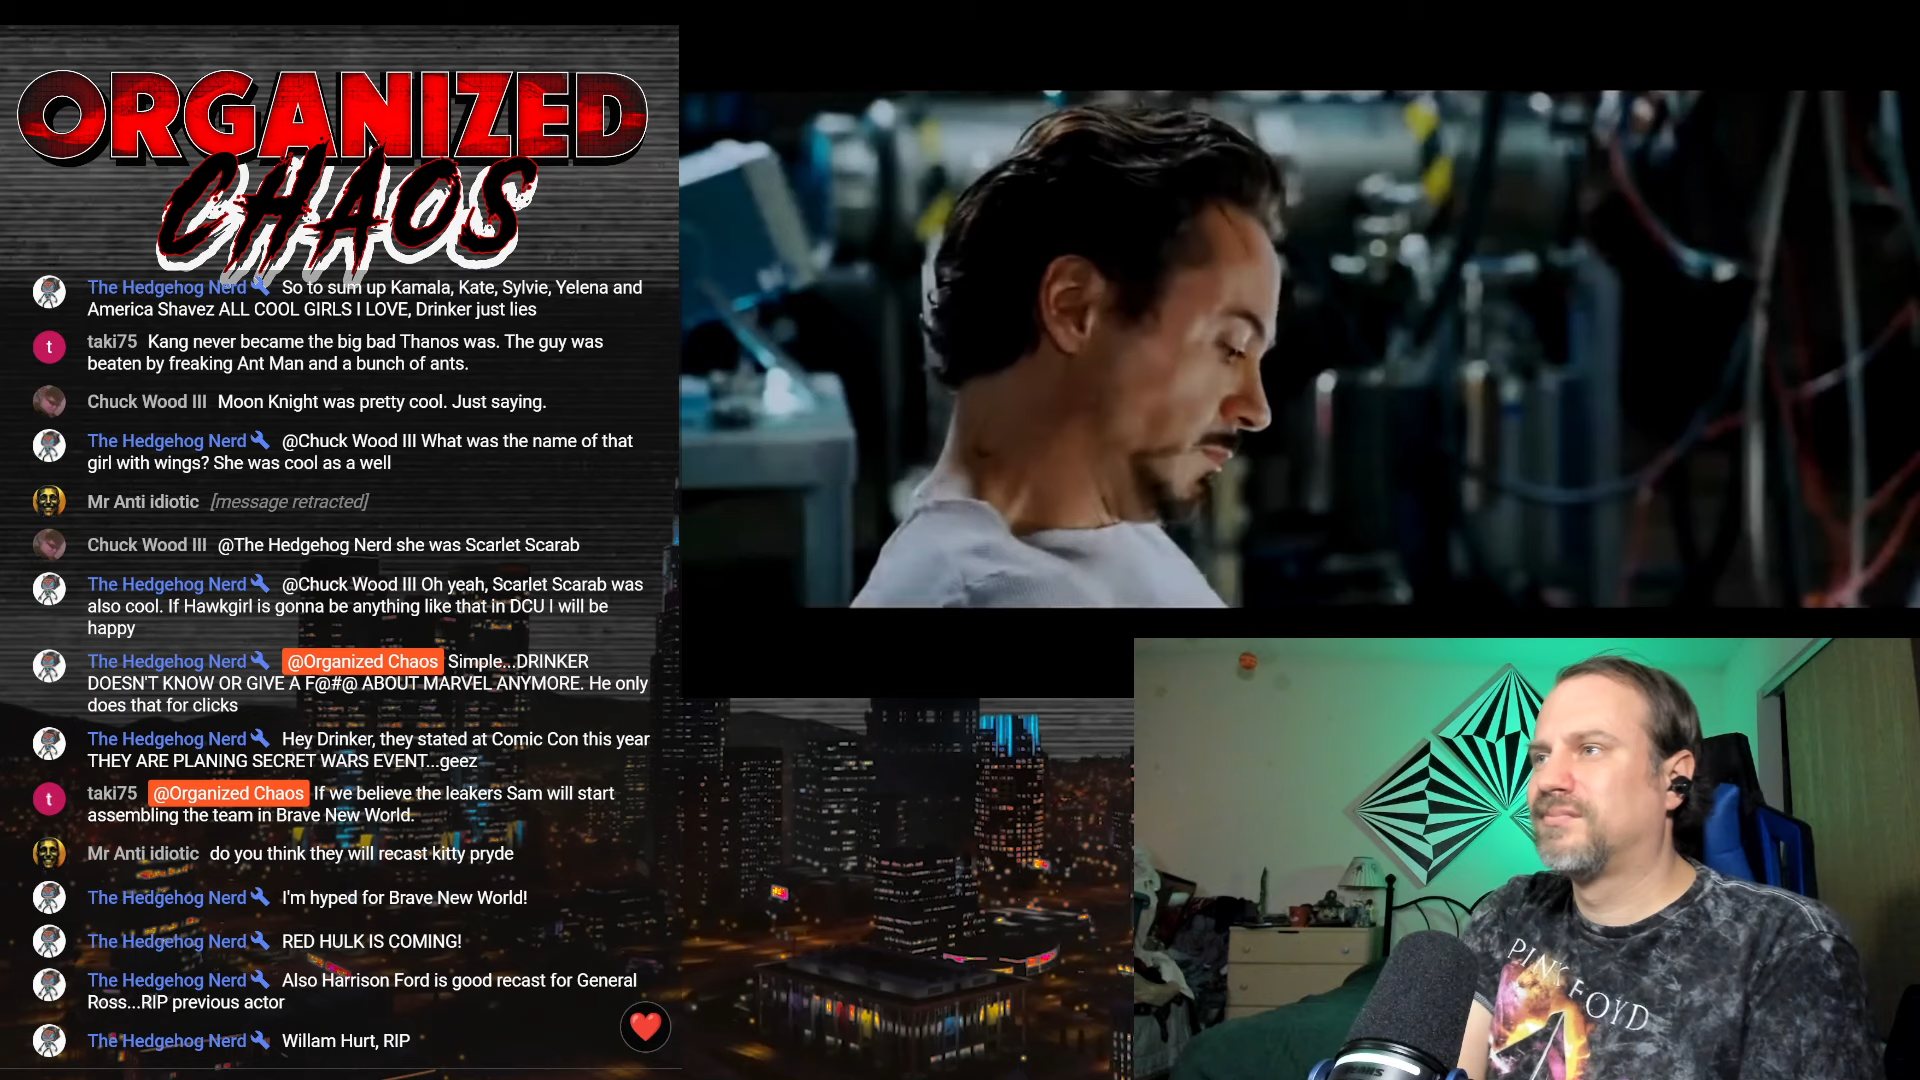 ORGANIZED
CHAOS
The Hedgehog Nerd So to sum up Kamala, Kate, Sylvie, Yelena and
America Shavez ALL COOL GIRLS I LOVE, Drinker just lies
t
taki75 Kang never became the big bad Thanos was. The guy was
beaten by freaking Ant Man and a bunch of ants.
Chuck Wood III Moon Knight was pretty cool. Just saying.
The Hedgehog Nerd @Chuck Wood III What was the name of that
girl with wings? She was cool as a well
Mr Anti idiotic [message retracted]
Chuck Wood III @The Hedgehog Nerd she was Scarlet Scarab
The Hedgehog Nerd @Chuck Wood III Oh yeah, Scarlet Scarab was
also cool. If Hawkgirl is gonna be anything like that in DCU I will be
happy
The Hedgehog Nerd @Organized Chaos Simple...DRINKER
DOESN'T KNOW OR GIVE A F@#@ ABOUT MARVEL ANYMORE. He only
does that for clicks
The Hedgehog Nerd Hey Drinker, they stated at Comic Con this year
THEY ARE PLANING SECRET WARS EVENT...geez
t
taki75 @Organized Chaos If we believe the leakers Sam will start
assembling the team in Brave New World.
Mr Anti idiotic do you think they will recast kitty pryde
The Hedgehog Nerd I'm hyped for Brave New World!
The Hedgehog Nerd RED HULK IS COMING!
The Hedgehog Nerd Also Harrison Ford is good recast for General
Ross...RIP previous actor
The Hedgehog Nerd Willam Hurt, RIP
PINK FOYD